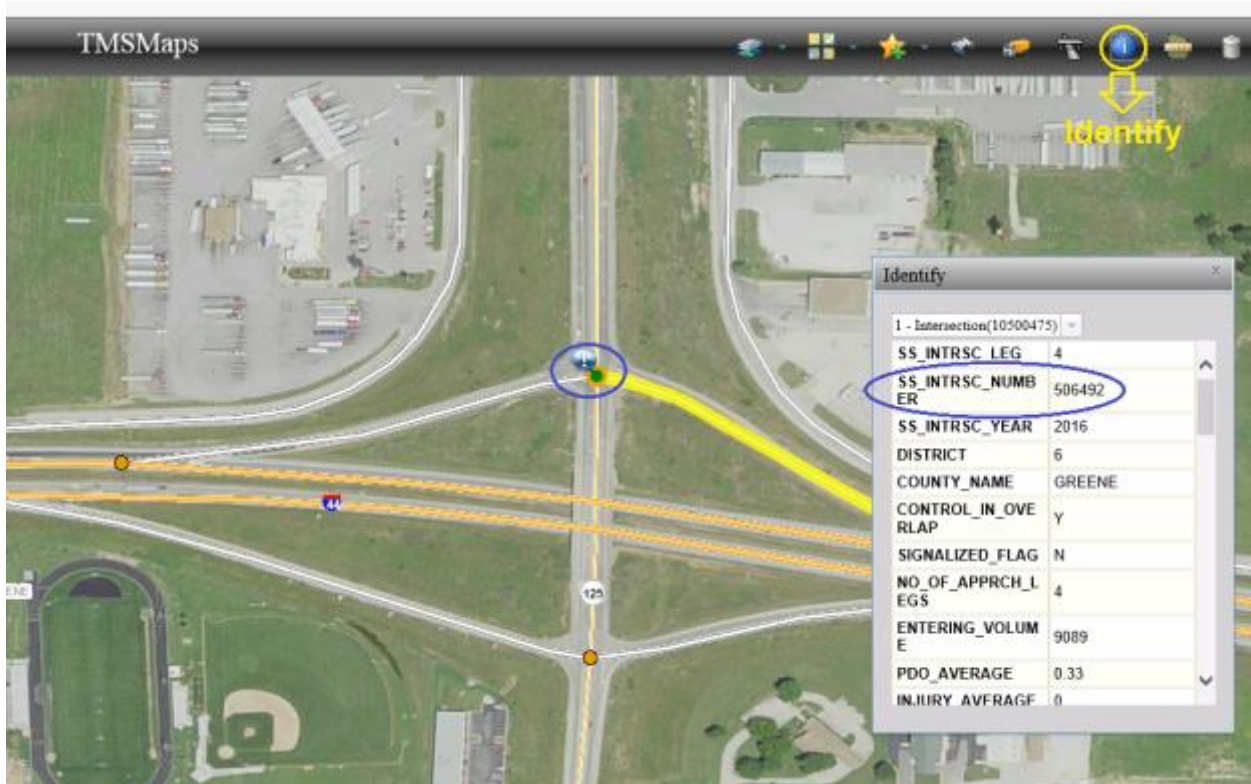 TMSMaps
Identify
Identify
1 - Intersection(10500475)
SS_INTRSC_LEG 4
SS_INTRSC_NUMB
ER 506492
SS_INTRSC_YEAR 2016
DISTRICT 6
COUNTY_NAME GREENE
CONTROL_IN_OVE
RLAP Y
SIGNALIZED_FLAG N
NO_OF_APPRCH_L
EGS 4
ENTERING_VOLUM
E 9089
PDO_AVERAGE 0.33
INJURY_AVERAGE 0
44
125